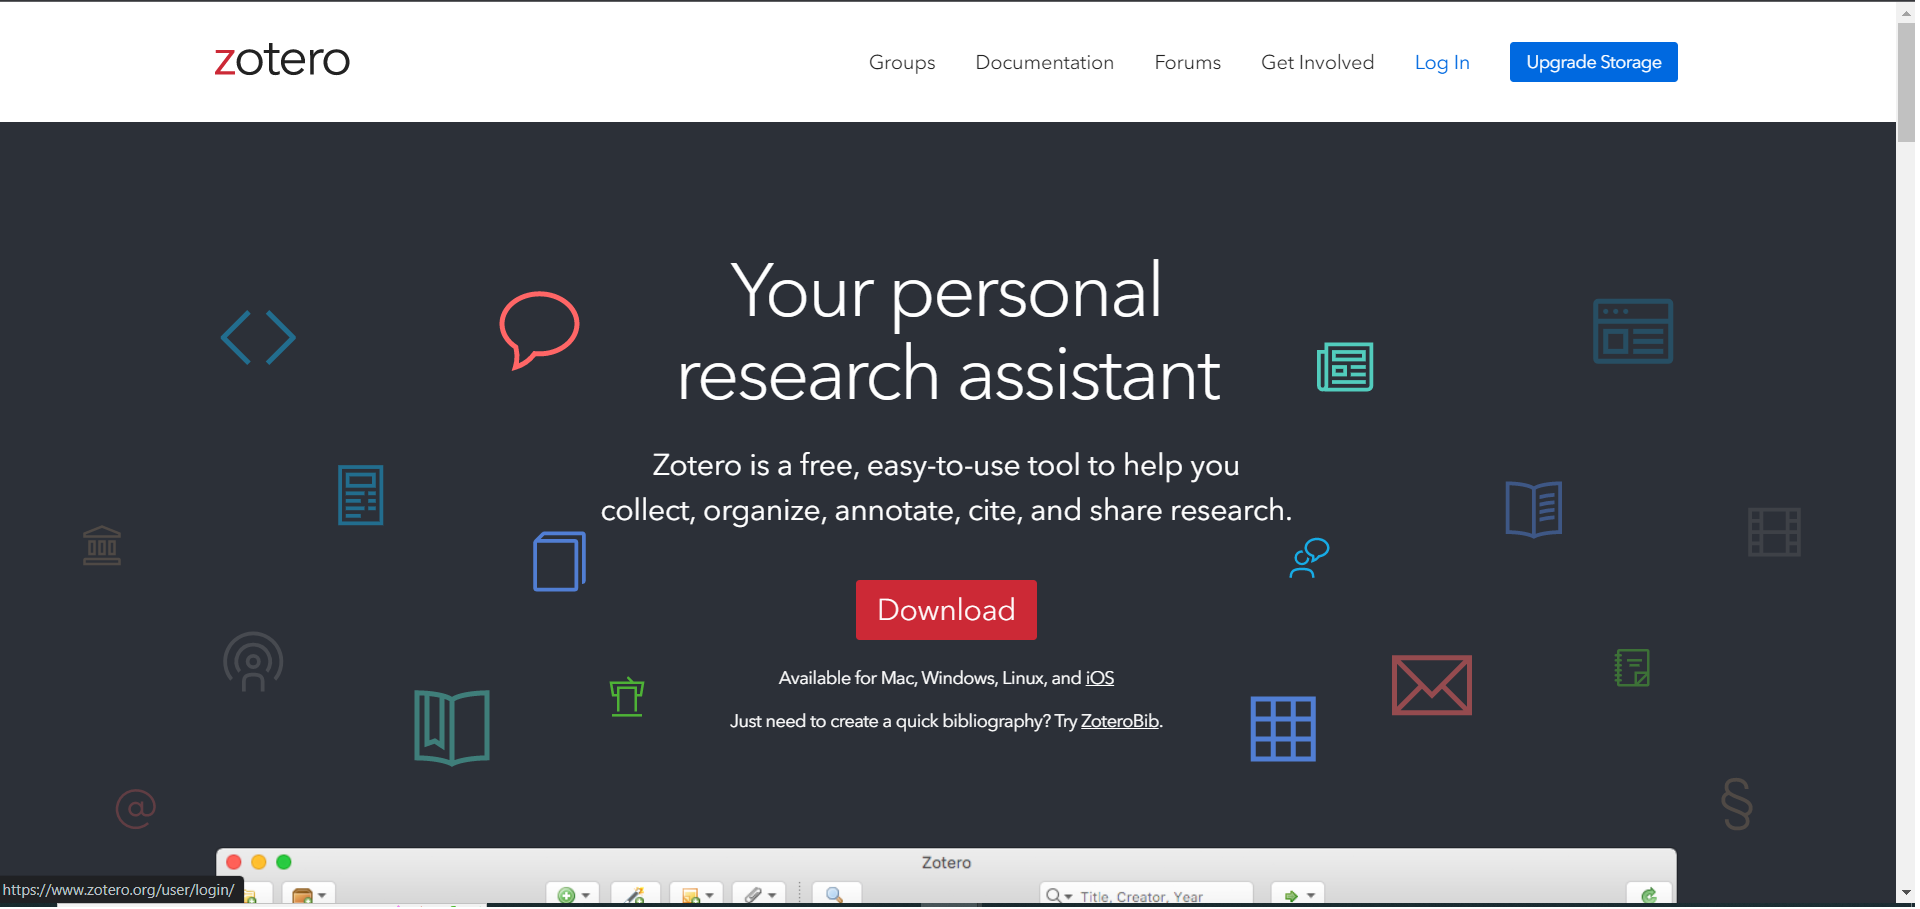 zotero
Groups Documentation Forums Get Involved Log In Upgrade Storage
Your personal
research assistant
Zotero is a free, easy-to-use tool to help you
collect, organize, annotate, cite, and share research.
Download
Available for Mac, Windows, Linux, and iOS
Just need to create a quick bibliography? Try ZoteroBib.
@
§
Zotero
https://www.zotero.org/user/login/
Title, Creator, Year